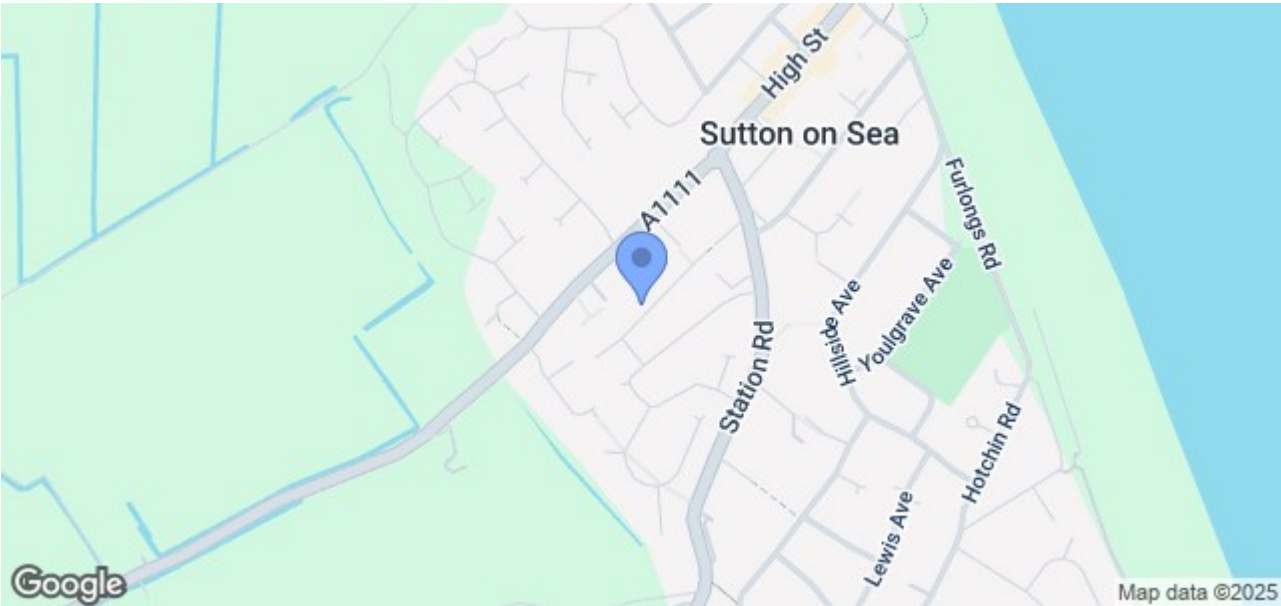 High St
Sutton on Sea
A1111
Furlongs Rd
Hillside Ave
Youlgrave Ave
Station Rd
Hotchin Rd
Lewis Ave
Google
Map data ©2025